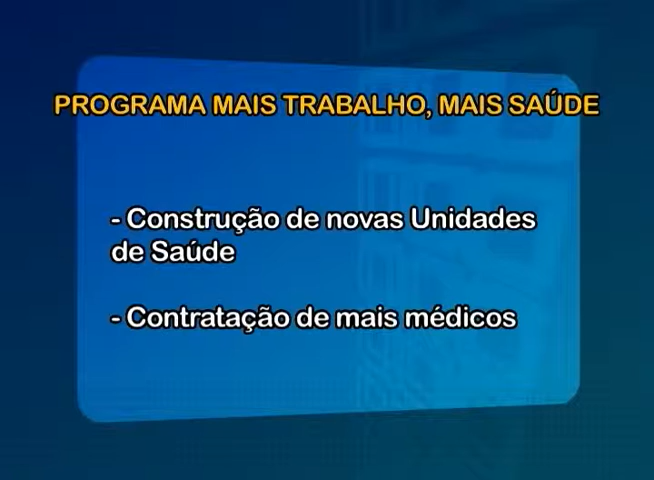 PROGRAMA MAIS TRABALHO, MAIS SAÚDE
- Construção de novas Unidades
de Saúde
- Contratação de mais médicos